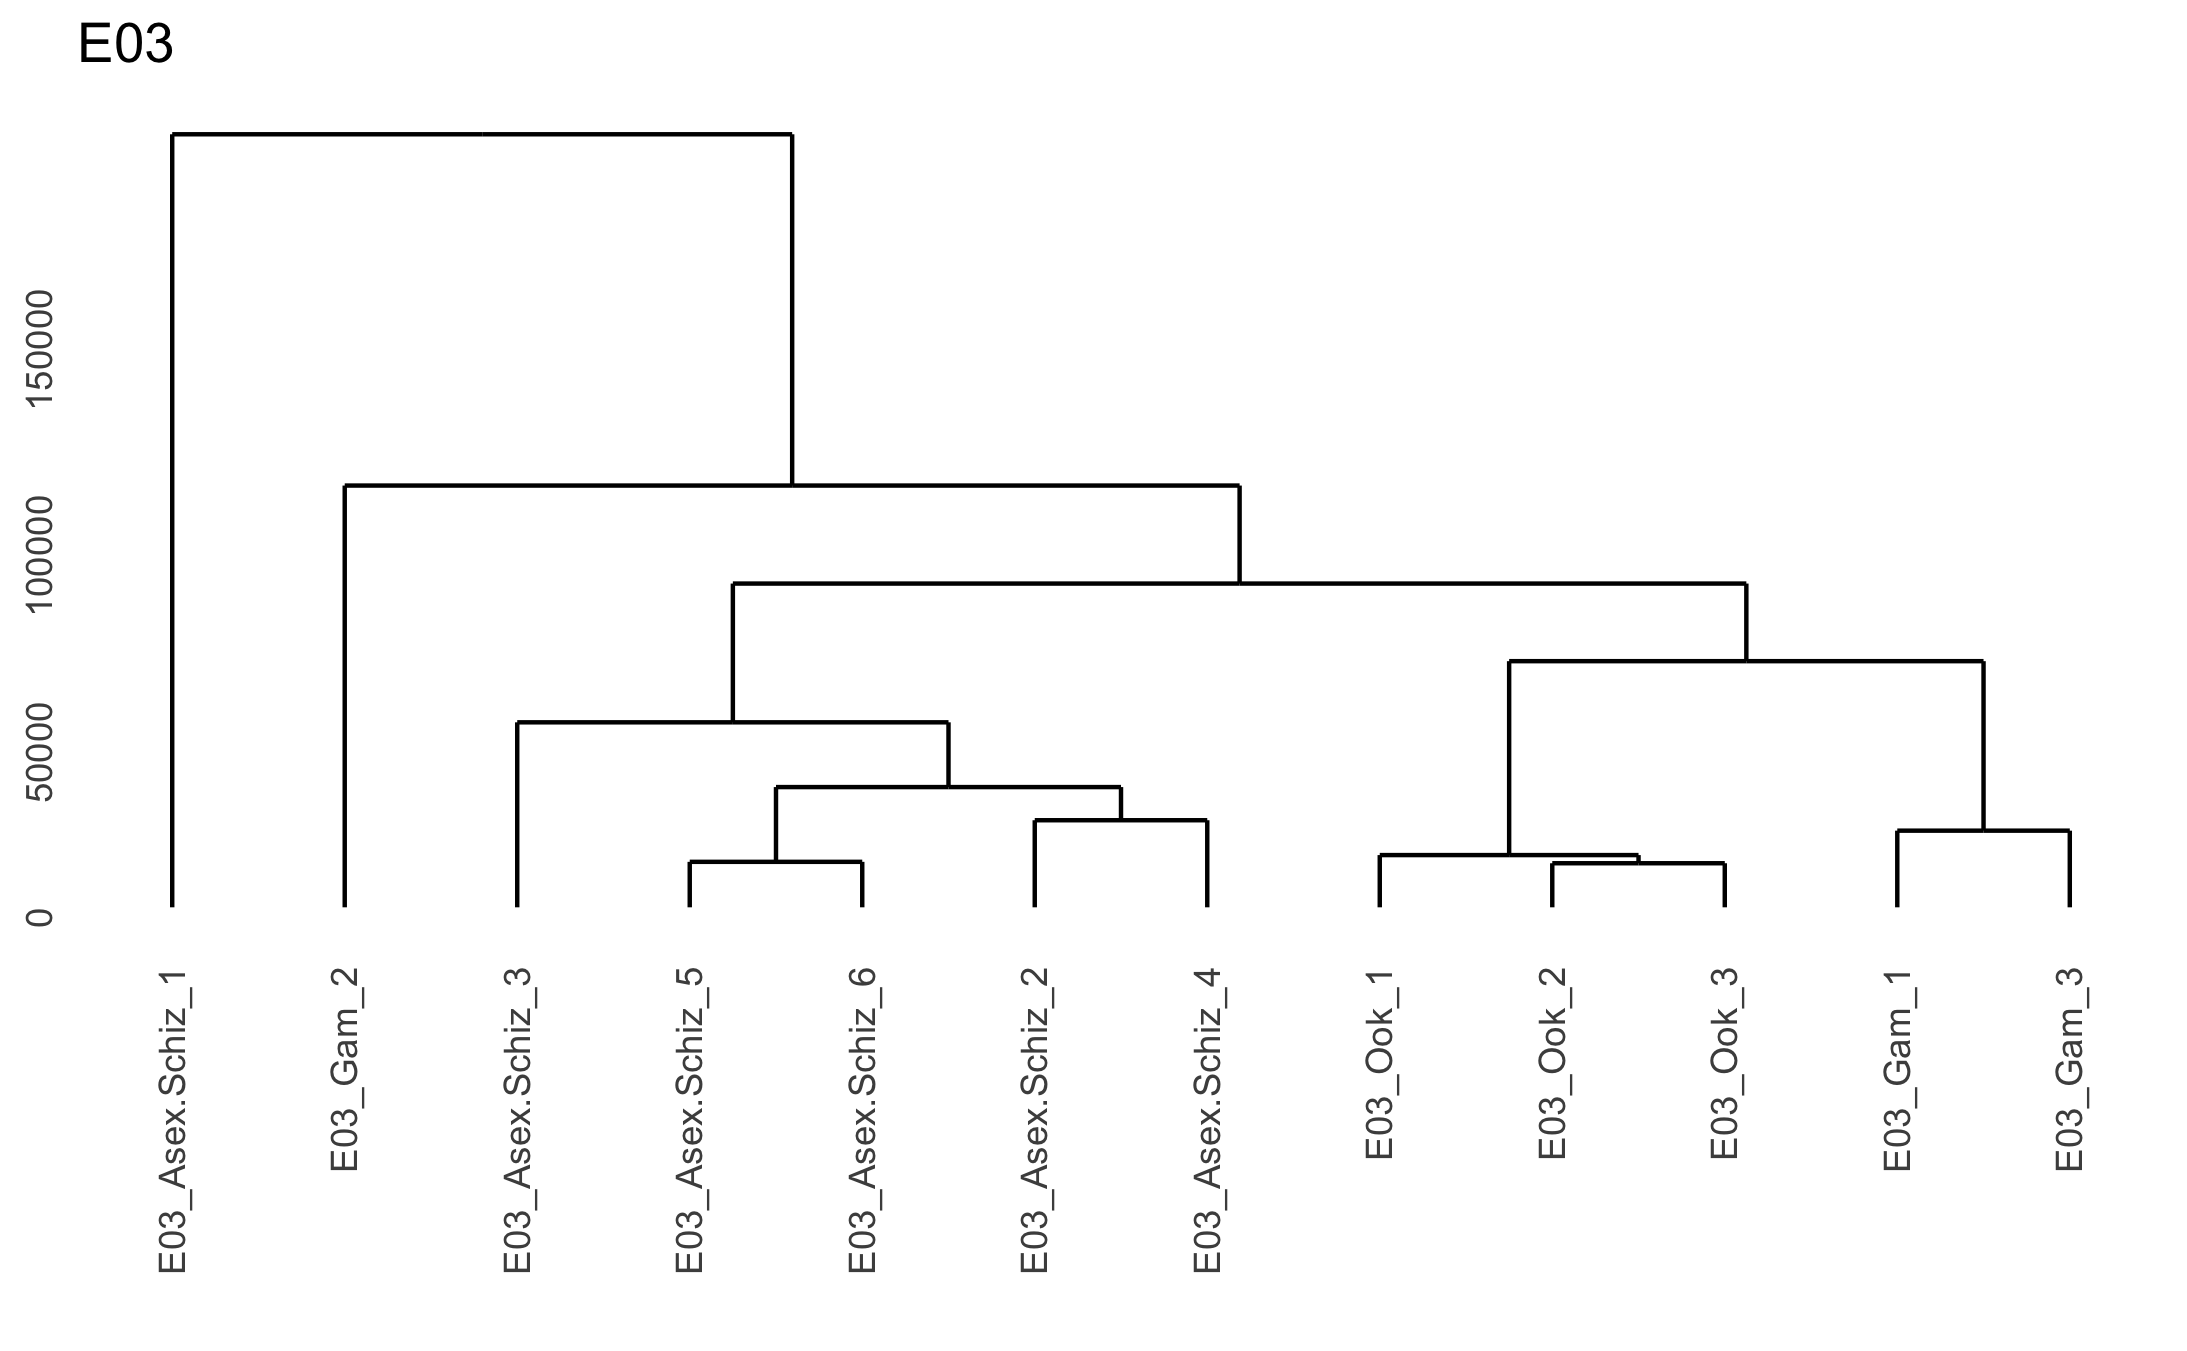 E03
150000
100000
50000
0
E03_Asex.Schiz_1
E03_Gam_2
E03_Asex.Schiz_3
E03_Asex.Schiz_5
E03_Asex.Schiz_6
E03_Asex.Schiz_2
E03_Asex.Schiz_4
E03_Ook_1
E03_Ook_2
E03_Ook_3
E03_Gam_1
E03_Gam_3